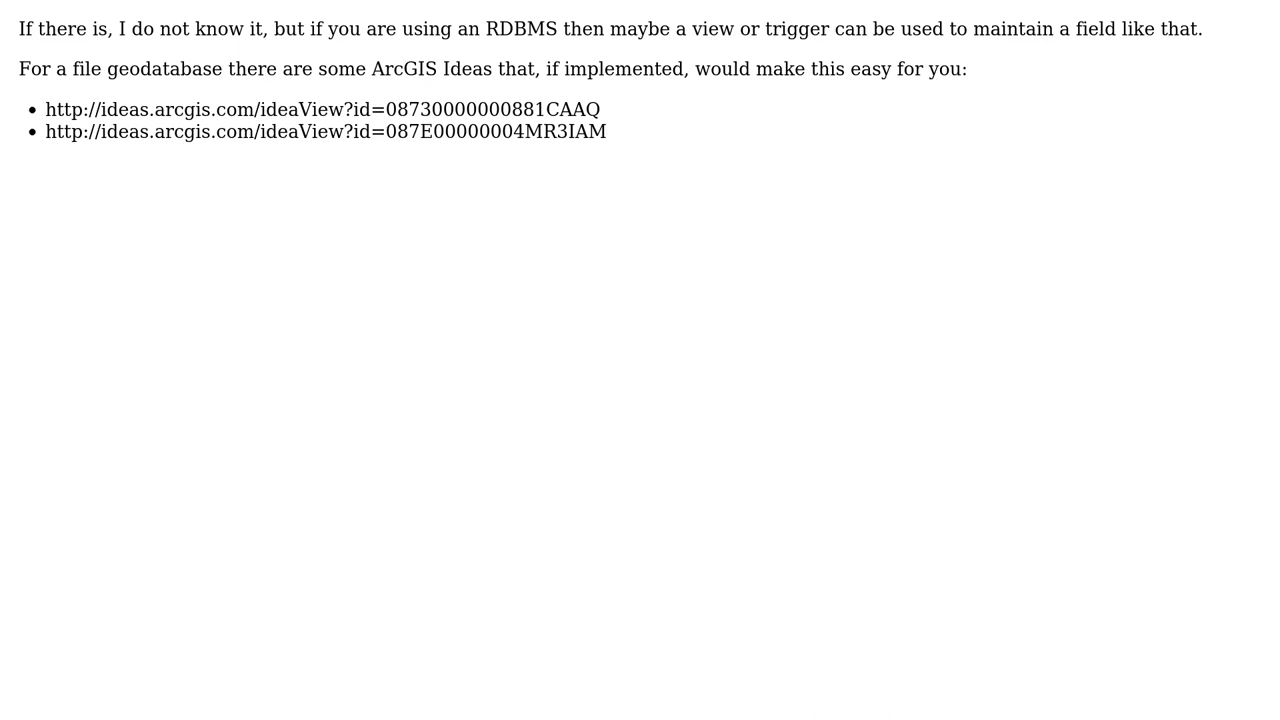 If there is, I do not know it, but if you are using an RDBMS then maybe a view or trigger can be used to maintain a field like that.
For a file geodatabase there are some ArcGIS Ideas that, if implemented, would make this easy for you:
• http://ideas.arcgis.com/ideaView?id=08730000000881CAAQ
• http://ideas.arcgis.com/ideaView?id=087E00000004MR3IAM